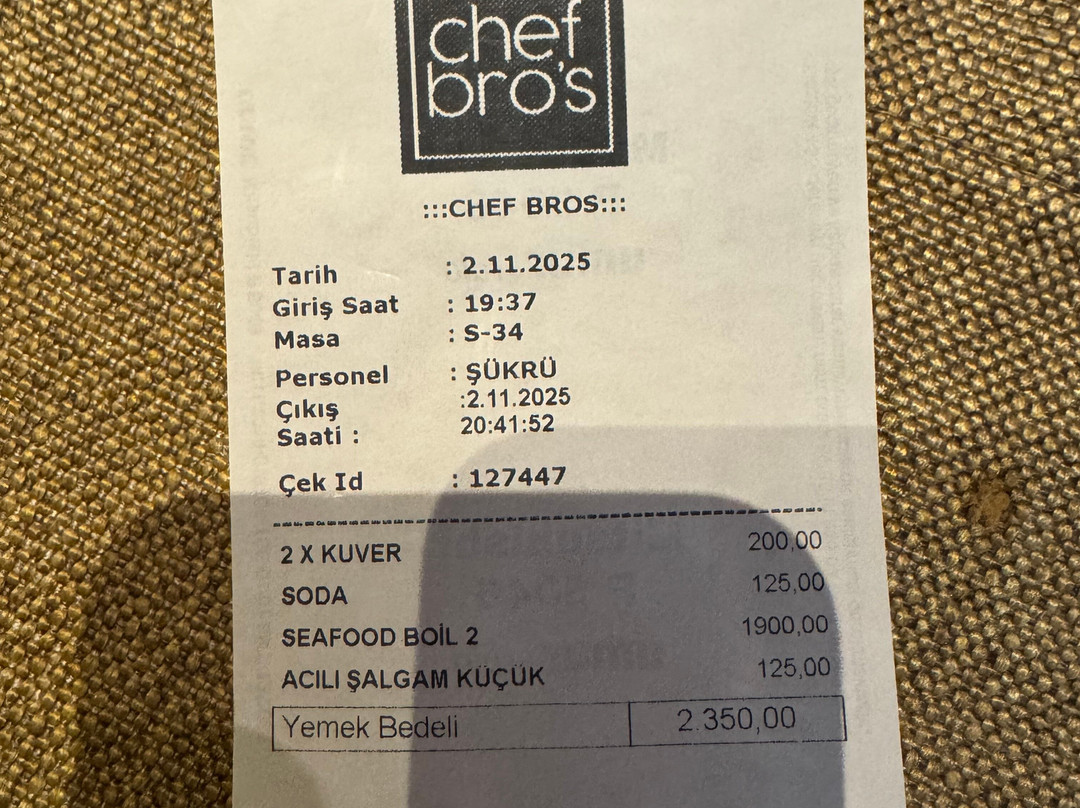 chef
bro's
:::CHEF BROS:::
Tarih : 2.11.2025
Giriş Saat : 19:37
Masa : S-34
Personel : ŞÜKRÜ
Çıkış :2.11.2025
Saati : 20:41:52
Çek Id : 127447
2 X KUVER 200,00
SODA 125,00
SEAFOOD BOİL 2 1900,00
ACILI ŞALGAM KÜÇÜK 125,00
Yemek Bedeli 2.350,00